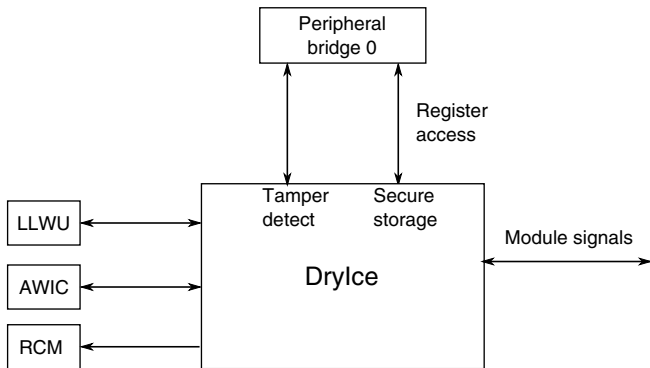 Peripheral
bridge 0
Register
access
Tamper
detect
Secure
storage
LLWU
Module signals
AWIC
DryIce
RCM